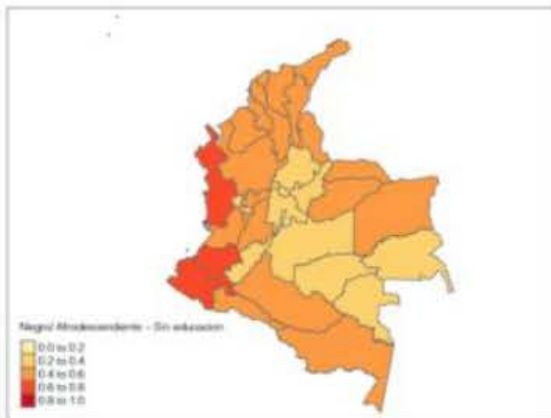 Negro/ Afrodescendiente - Sin educacion
0.0 to 0.2
0.2 to 0.4
0.4 to 0.6
0.6 to 0.8
0.8 to 1.0